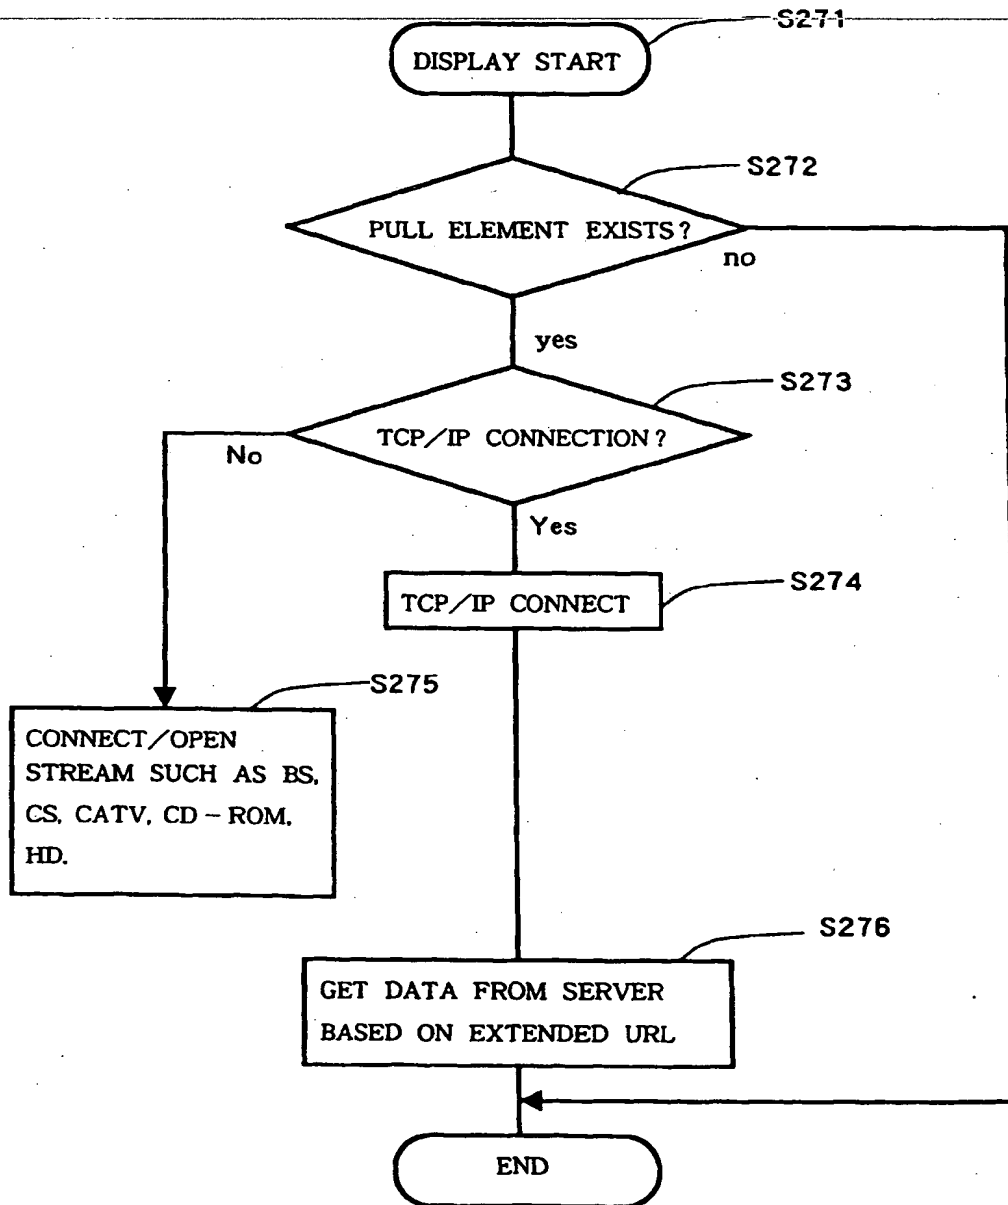 S271
DISPLAY START
S272
PULL ELEMENT EXISTS?
no
yes
S273
TCP/IP CONNECTION?
No
Yes
S274
TCP/IP CONNECT
S275
CONNECT/OPEN
STREAM SUCH AS BS,
CS, CATV, CD-ROM,
HD.
S276
GET DATA FROM SERVER
BASED ON EXTENDED URL
END